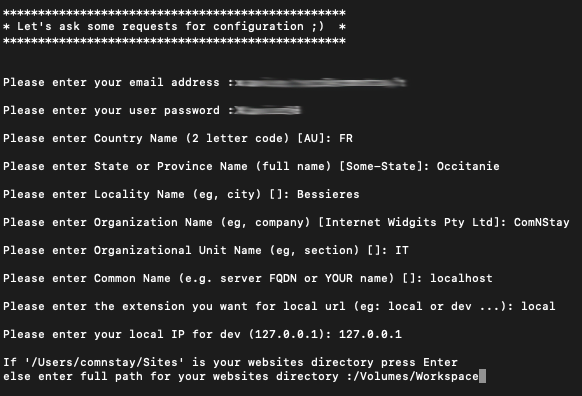 *************************************************
* Let's ask some requests for configuration ;)  *
*************************************************
Please enter your email address :
Please enter your user password :
Please enter Country Name (2 letter code) [AU]: FR
Please enter State or Province Name (full name) [Some-State]: Occitanie
Please enter Locality Name (eg, city) []: Bessieres
Please enter Organization Name (eg, company) [Internet Widgits Pty Ltd]: ComNStay
Please enter Organizational Unit Name (eg, section) []: IT
Please enter Common Name (e.g. server FQDN or YOUR name) []: localhost
Please enter the extension you want for local url (eg: local or dev ...): local
Please enter your local IP for dev (127.0.0.1): 127.0.0.1
If '/Users/comnstay/Sites' is your websites directory press Enter
else enter full path for your websites directory :/Volumes/Workspace